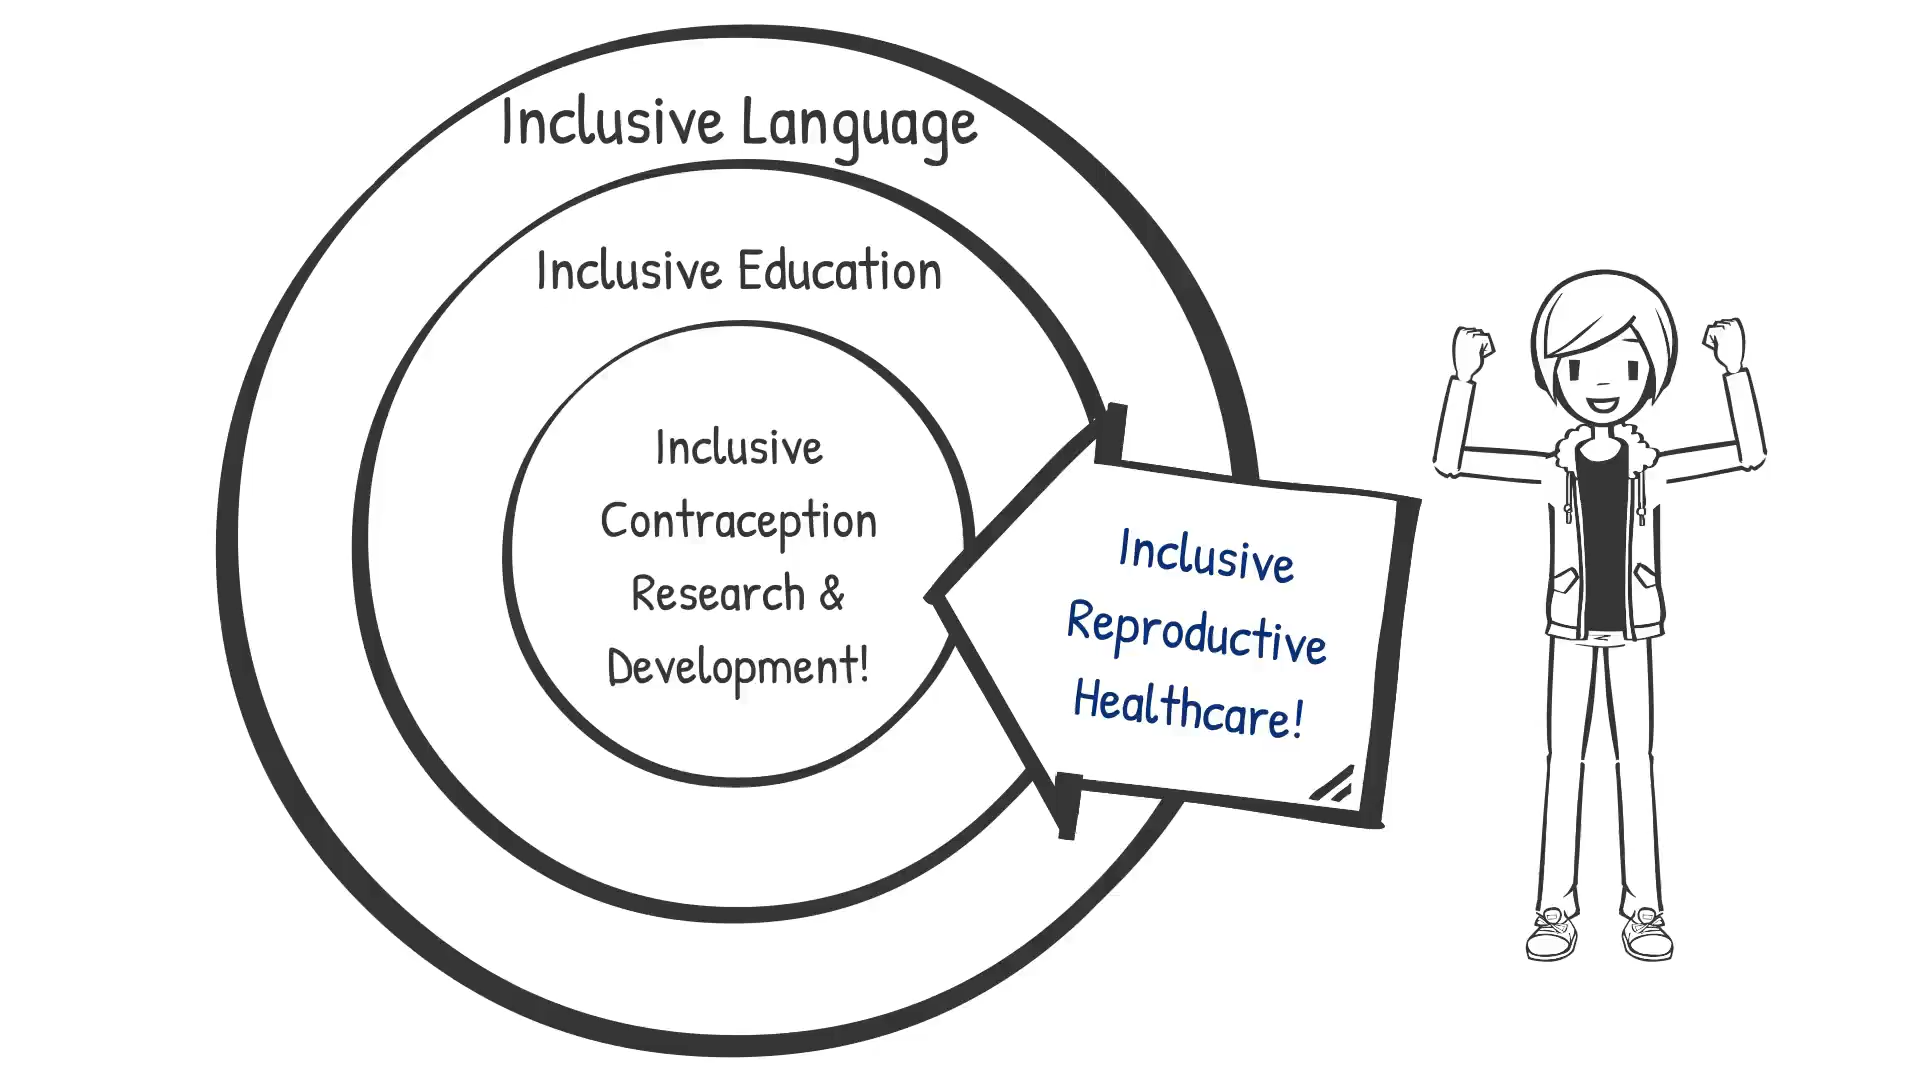 Inclusive Language
Inclusive Education
Inclusive
Contraception
Research &
Development!
Inclusive
Reproductive
Healthcare!